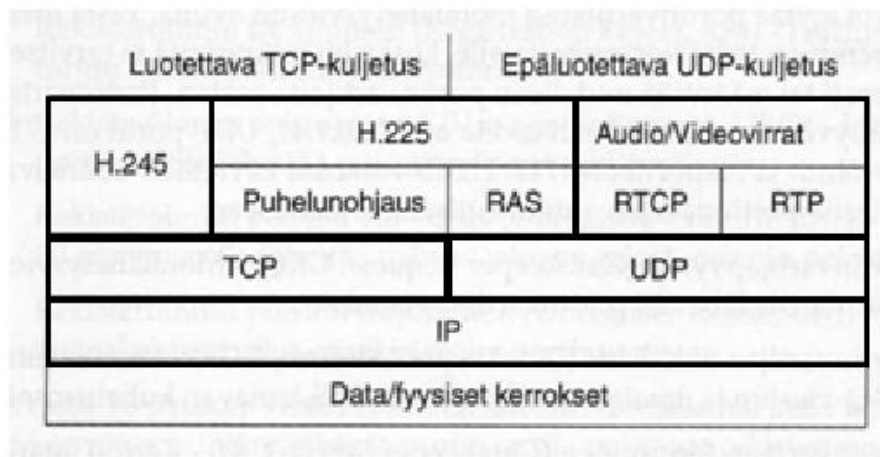 Luotettava TCP-kuljetus Epäluotettava UDP-kuljetus
H.245 H.225 Audio/Videovirrat
Puhelunohjaus RAS RTCP RTP
TCP UDP
IP
Data/fyysiset kerrokset